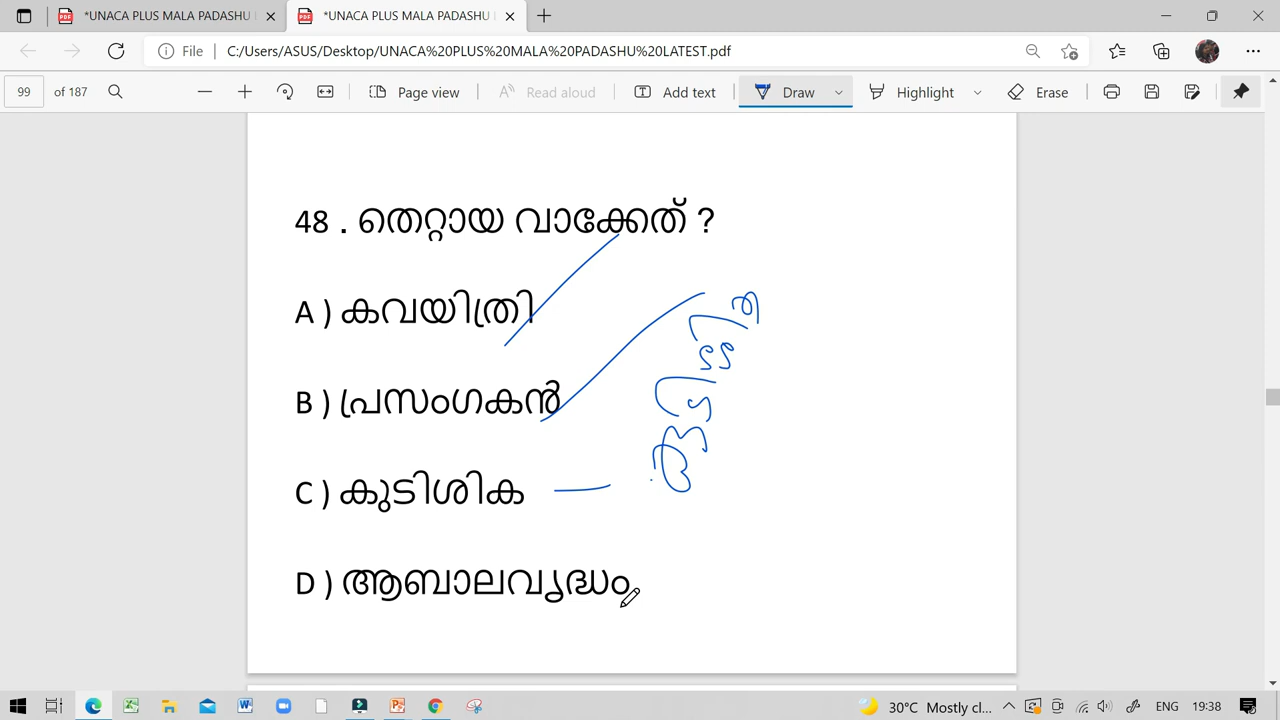 *UNACA PLUS MALA PADASHU
*UNACA PLUS MALA PADASHU
File C:/Users/ASUS/Desktop/UNACA%20PLUS%20MALA%20PADASHU%20LATEST.pdf
99 of 187 Page view Read aloud Add text Draw Highlight Erase
48 . തെറ്റായ വാക്കേത് ?
A ) കവയിത്രി
B ) പ്രസംഗകൻ
C ) കുടിശിക
D ) ആബാലവൃദ്ധം
30°C Mostly cl... ENG 19:38